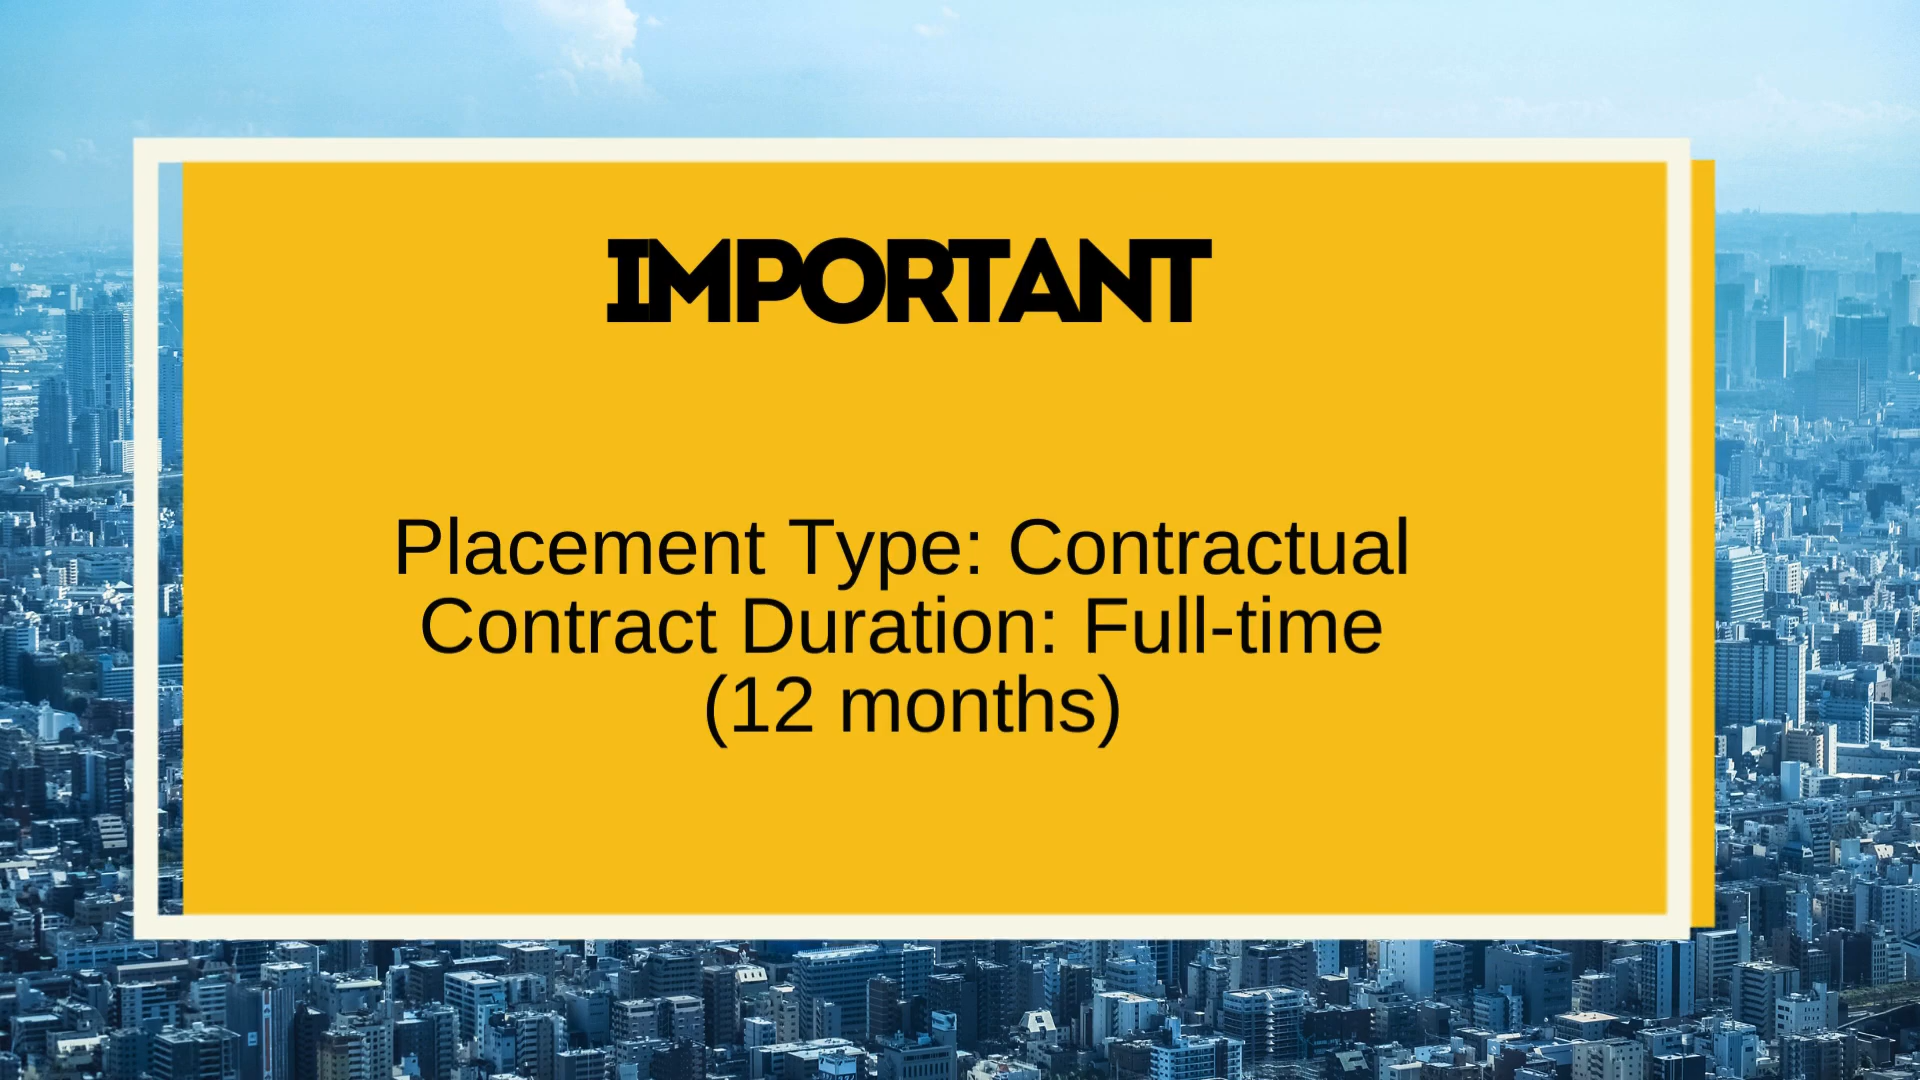 IMPORTANT
Placement Type: Contractual
Contract Duration: Full-time
(12 months)